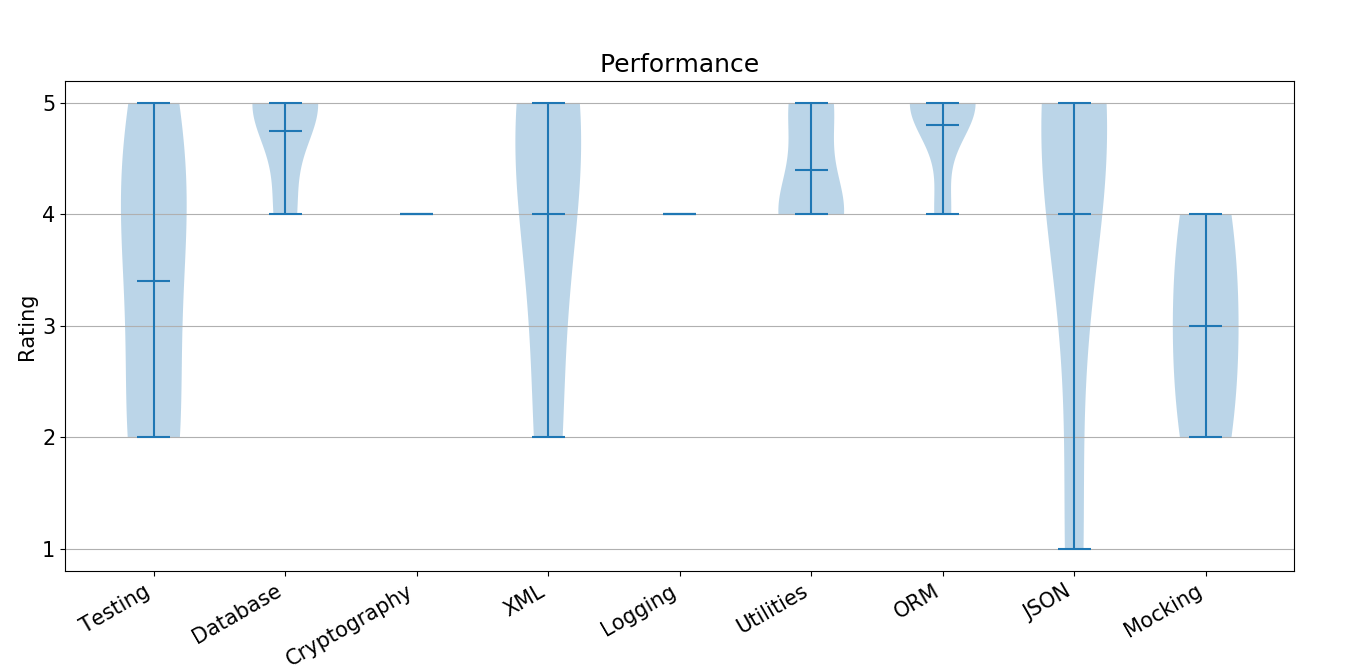 Performance
Rating
5
4
3
2
1
Testing
Database
Cryptography
XML
Logging
Utilities
ORM
JSON
Mocking